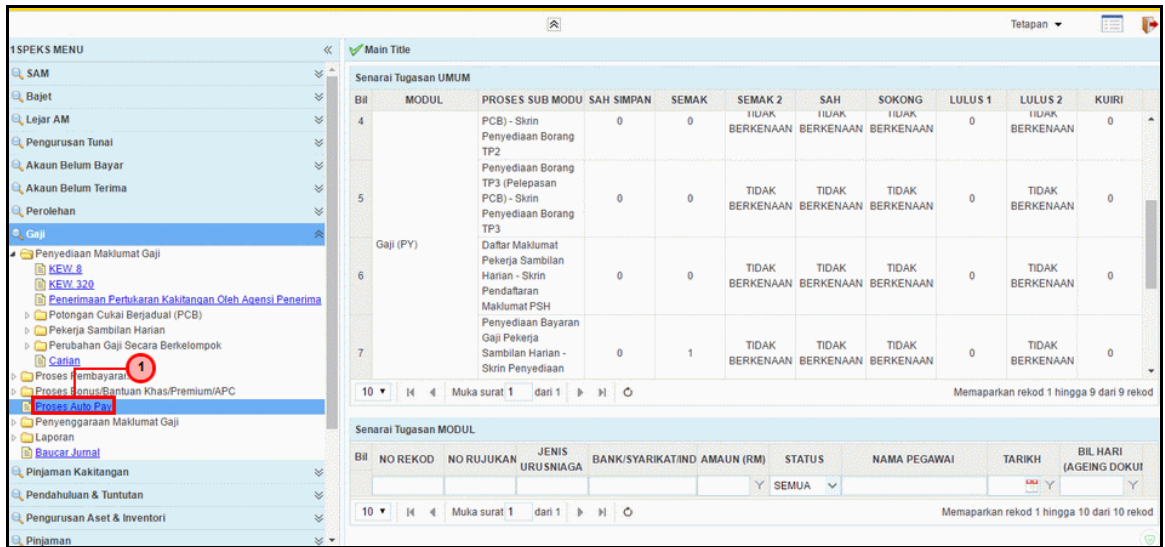 Tetapan
1SPEKS MENU
SAM
Bajet
Lejar AM
Pengurusan Tunai
Akaun Belum Bayar
Akaun Belum Terima
Perolehan
Gaji
Penyediaan Maklumat Gaji
KEW. 8
KEW. 320
Penerimaan Pertukaran Kakitangan Oleh Agensi Penerima
Potongan Cukai Berjadual (PCB)
Pekerja Sambilan Harian
Perubahan Gaji Secara Berkelompok
Carian
1
Proses Pembayaran
Proses Bonus/Bantuan Khas/Premium/APC
Proses Auto Pay
Penyenggaraan Maklumat Gaji
Laporan
Baucar Jurnal
Pinjaman Kakitangan
Pendahuluan & Tuntutan
Pengurusan Aset & Inventori
Pinjaman
Main Title
Senarai Tugasan UMUM
Bil MODUL PROSES SUB MODU SAH SIMPAN SEMAK SEMAK 2 SAH SOKONG LULUS 1 LULUS 2 KUIRI
4 PCB) - Skrin 0 0 TIDAK TIDAK TIDAK 0 TIDAK 0
Penyediaan Borang BERKENAAN BERKENAAN BERKENAAN BERKENAAN
TP2
Penyediaan Borang
TP3 (Pelepasan
5 PCB) - Skrin 0 0 TIDAK TIDAK TIDAK 0 TIDAK 0
Penyediaan Borang BERKENAAN BERKENAAN BERKENAAN BERKENAAN
TP3
Gaji (PY) Daftar Maklumat
Pekerja Sambilan
6 Harian - Skrin 0 0 TIDAK TIDAK TIDAK 0 TIDAK 0
Pendaftaran BERKENAAN BERKENAAN BERKENAAN BERKENAAN
Maklumat PSH
Penyediaan Bayaran
Gaji Pekerja
7 Sambilan Harian - 0 1 TIDAK TIDAK TIDAK 0 TIDAK 0
Skrin Penyediaan BERKENAAN BERKENAAN BERKENAAN BERKENAAN
10 Muka surat 1 dari 1 Memaparkan rekod 1 hingga 9 dari 9 rekod
Senarai Tugasan MODUL
Bil NO REKOD NO RUJUKAN JENIS URUSNIAGA BANK/SYARIKAT/IND AMAUN (RM) STATUS NAMA PEGAWAI TARIKH BIL HARI (AGEING DOKUI
SEMUA
10 Muka surat 1 dari 1 Memaparkan rekod 1 hingga 10 dari 10 rekod